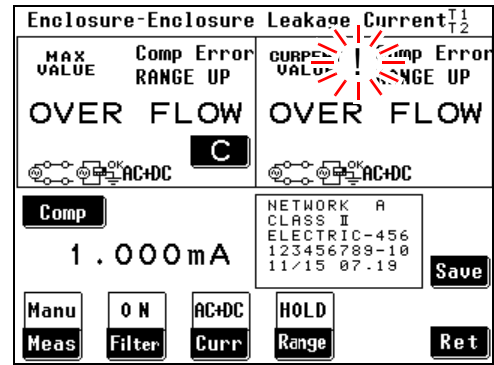 Enclosure-Enclosure Leakage Current T1 T2
MAX VALUE
Comp Error
RANGE UP
OVER FLOW
C
OK
AC+DC
CURRENT VALUE
!
Comp Error
RANGE UP
OVER FLOW
OK
AC+DC
Comp
1.000mA
NETWORK A
CLASS II
ELECTRIC-456
123456789-10
11/15 07.19
Save
Manu
ON
AC+DC
HOLD
Meas
Filter
Curr
Range
Ret